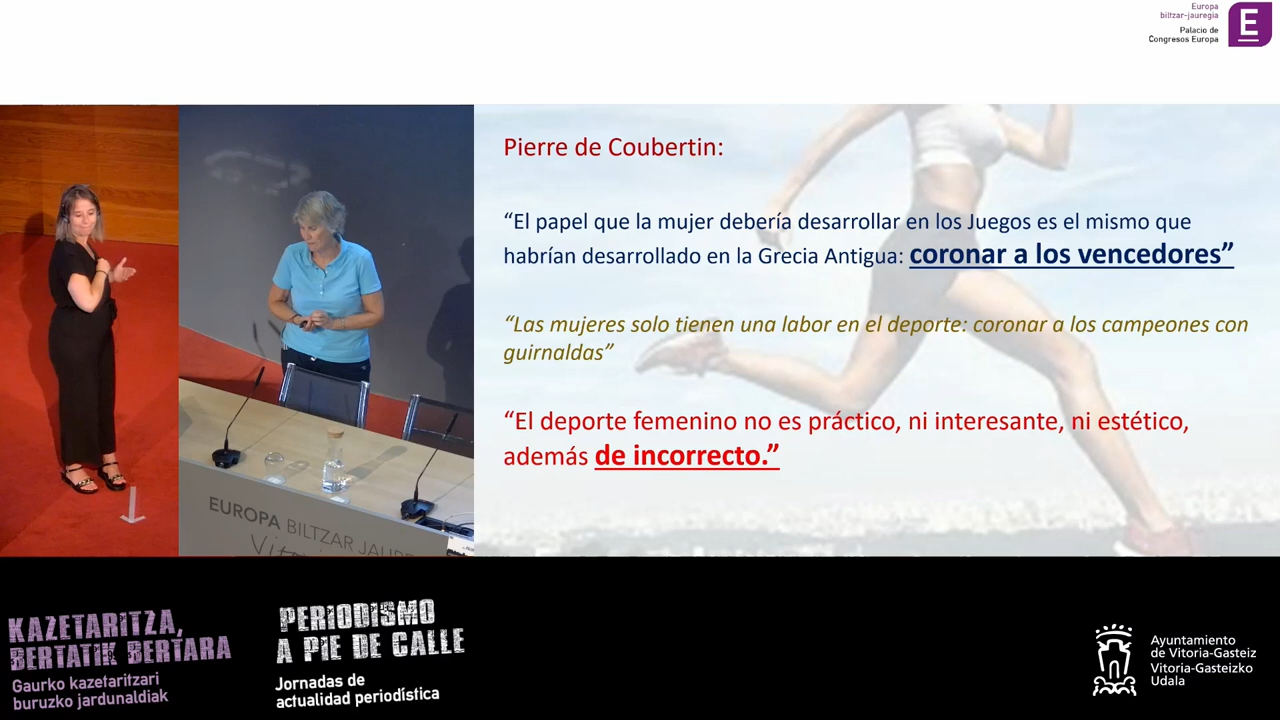 Europa
biltzar-jauregia
Palacio de
Congresos Europa
E
Pierre de Coubertin:
“El papel que la mujer debería desarrollar en los Juegos es el mismo que
habrían desarrollado en la Grecia Antigua: coronar a los vencedores”
“Las mujeres solo tienen una labor en el deporte: coronar a los campeones con
guirnaldas”
“El deporte femenino no es práctico, ni interesante, ni estético,
además de incorrecto.”
EUROPA BILTZAR
KAZETARITZA,
BERTATIK BERTARA
Gaurko kazetaritzari
buruzko jardunaldiak
PERIODISMO
A PIE DE CALLE
Jornadas de
actualidad periodística
Ayuntamiento
de Vitoria-Gasteiz
Vitoria-Gasteizko
Udala